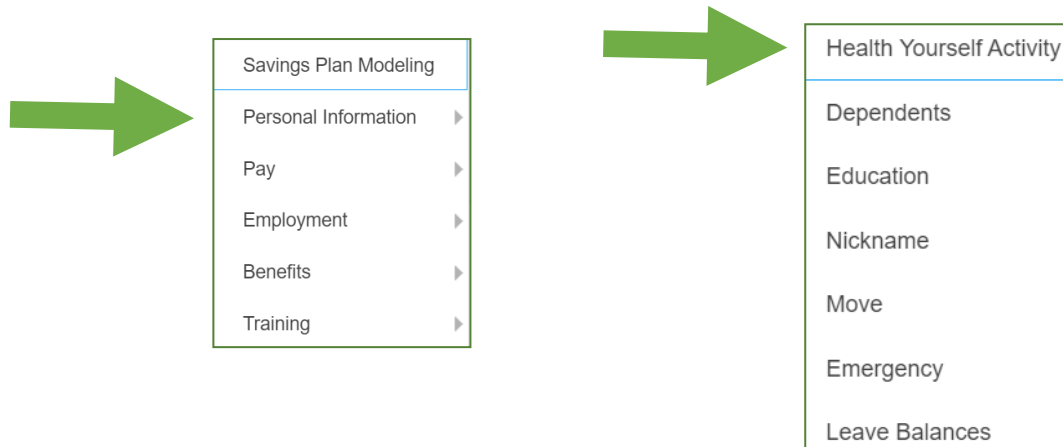 Savings Plan Modeling
Personal Information
Pay
Employment
Benefits
Training
Health Yourself Activity
Dependents
Education
Nickname
Move
Emergency
Leave Balances